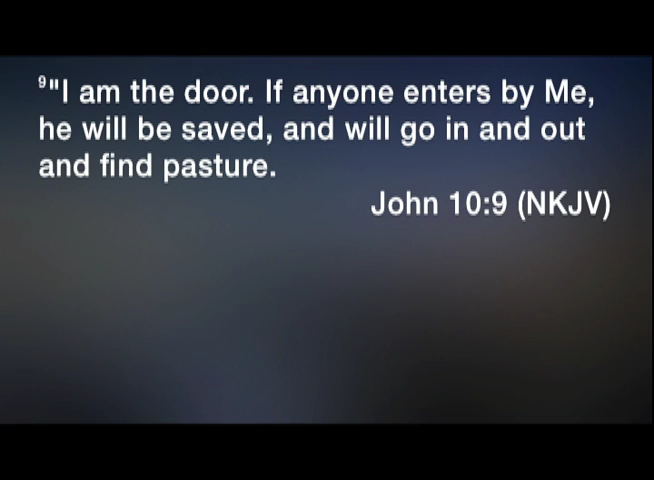 ⁹"I am the door. If anyone enters by Me,
he will be saved, and will go in and out
and find pasture.
John 10:9 (NKJV)